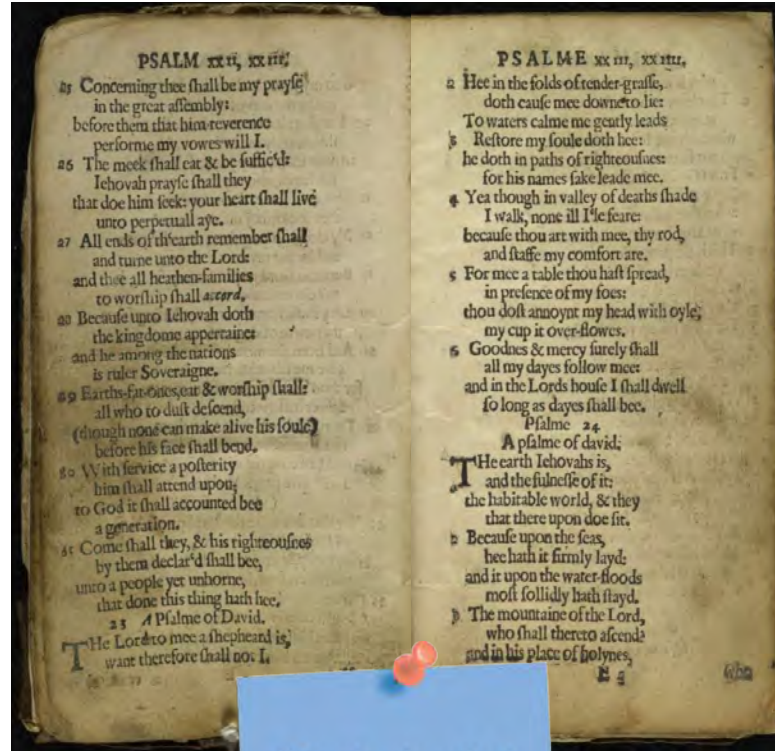 PSALM xxii, xxiii.
25 Concerning thee ſhall be my prayſe
in the great aſſembly:
before them that him reverence
performe my vowes will I.
26 The meek ſhall eat & be ſuffic'd:
Iehovah prayſe ſhall they
that doe him ſeek: your heart ſhall live
unto perpetuall aye.
27 All ends of th'earth remember ſhall
and turne unto the Lord:
and thee all heathen-families
to worſhip ſhall accord.
28 Becauſe unto Iehovah doth
the kingdome appertaine:
and he among the nations
is ruler Soveraigne.
29 Earths-fat-ones, eat & worſhip ſhall:
all who to duſt deſcend,
(though none can make alive his ſoule)
before his face ſhall bend.
30 With ſervice a poſterity
him ſhall attend upon;
to God it ſhall accounted bee
a generation.
31 Come ſhall they, & his righteouſnes
by them declar'd ſhall bee,
unto a people yet unborne,
that done this thing hath hee.
23 A Pſalme of David.
THe Lord to mee a ſhepheard is,
want therefore ſhall not I.
PSALME xxiii, xxiiii.
2 Hee in the folds of tender-graſſe,
doth cauſe mee downe to lie:
To waters calme me gently leads
3 Reſtore my ſoule doth hee:
he doth in paths of righteouſnes:
for his names ſake leade mee.
4 Yea though in valley of deaths ſhade
I walk, none ill I'le feare:
becauſe thou art with mee, thy rod,
and ſtaffe my comfort are.
5 For mee a table thou haſt ſpread,
in preſence of my foes:
thou doſt annoynt my head with oyle;
my cup it over-flowes.
6 Goodnes & mercy ſurely ſhall
all my dayes follow mee:
and in the Lords houſe I ſhall dwell
ſo long as dayes ſhall bee.
Pſalme 24
A pſalme of david.
THe earth Iehovahs is,
and the fulneſſe of it:
the habitable world, & they
that there upon doe ſit.
2 Becauſe upon the ſeas,
hee hath it firmly layd:
and it upon the water-floods
moſt ſollidly hath ſtayd.
3 The mountaine of the Lord,
who ſhall thereto aſcend?
and in his place of holynes,
Who